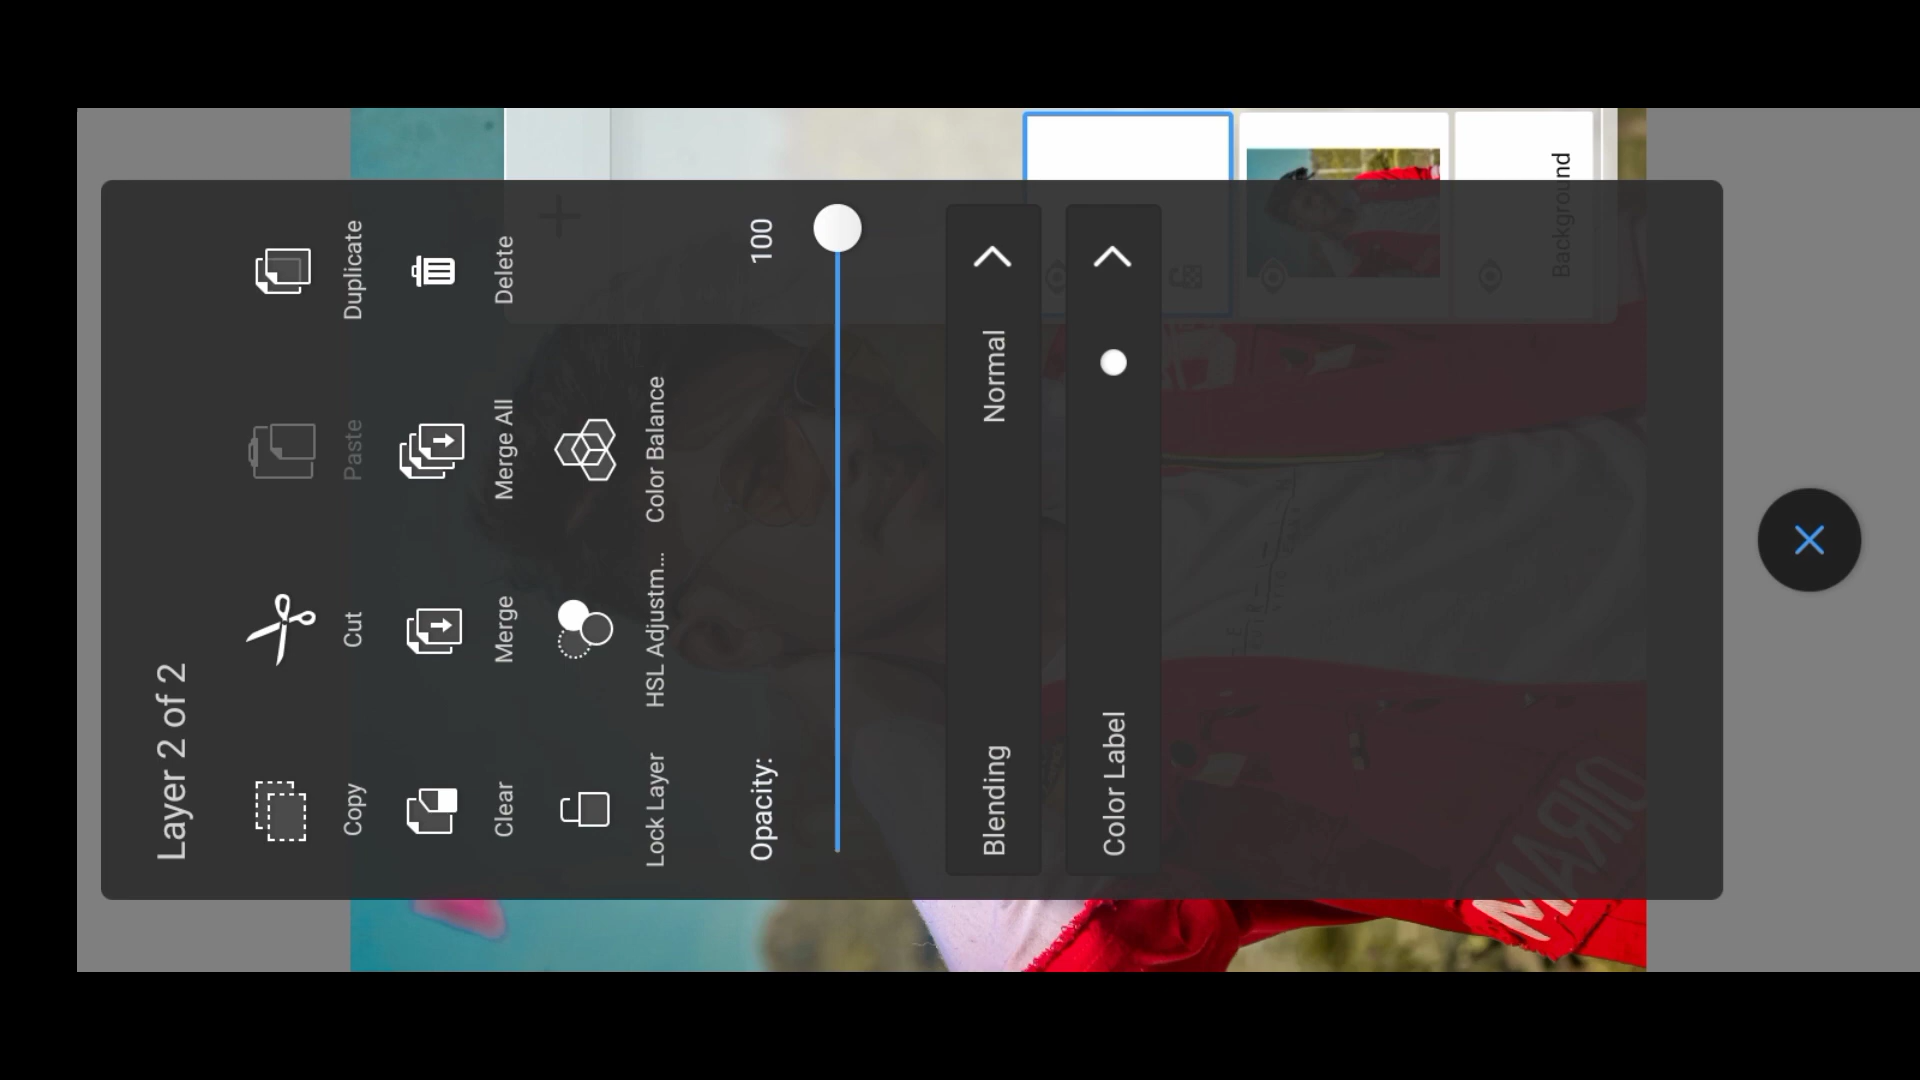 Layer 2 of 2
Copy
Cut
Paste
Duplicate
Clear
Merge
Merge All
Delete
Lock Layer
HSL Adjustm...
Color Balance
Opacity:
100
Blending
Normal
Color Label
Background